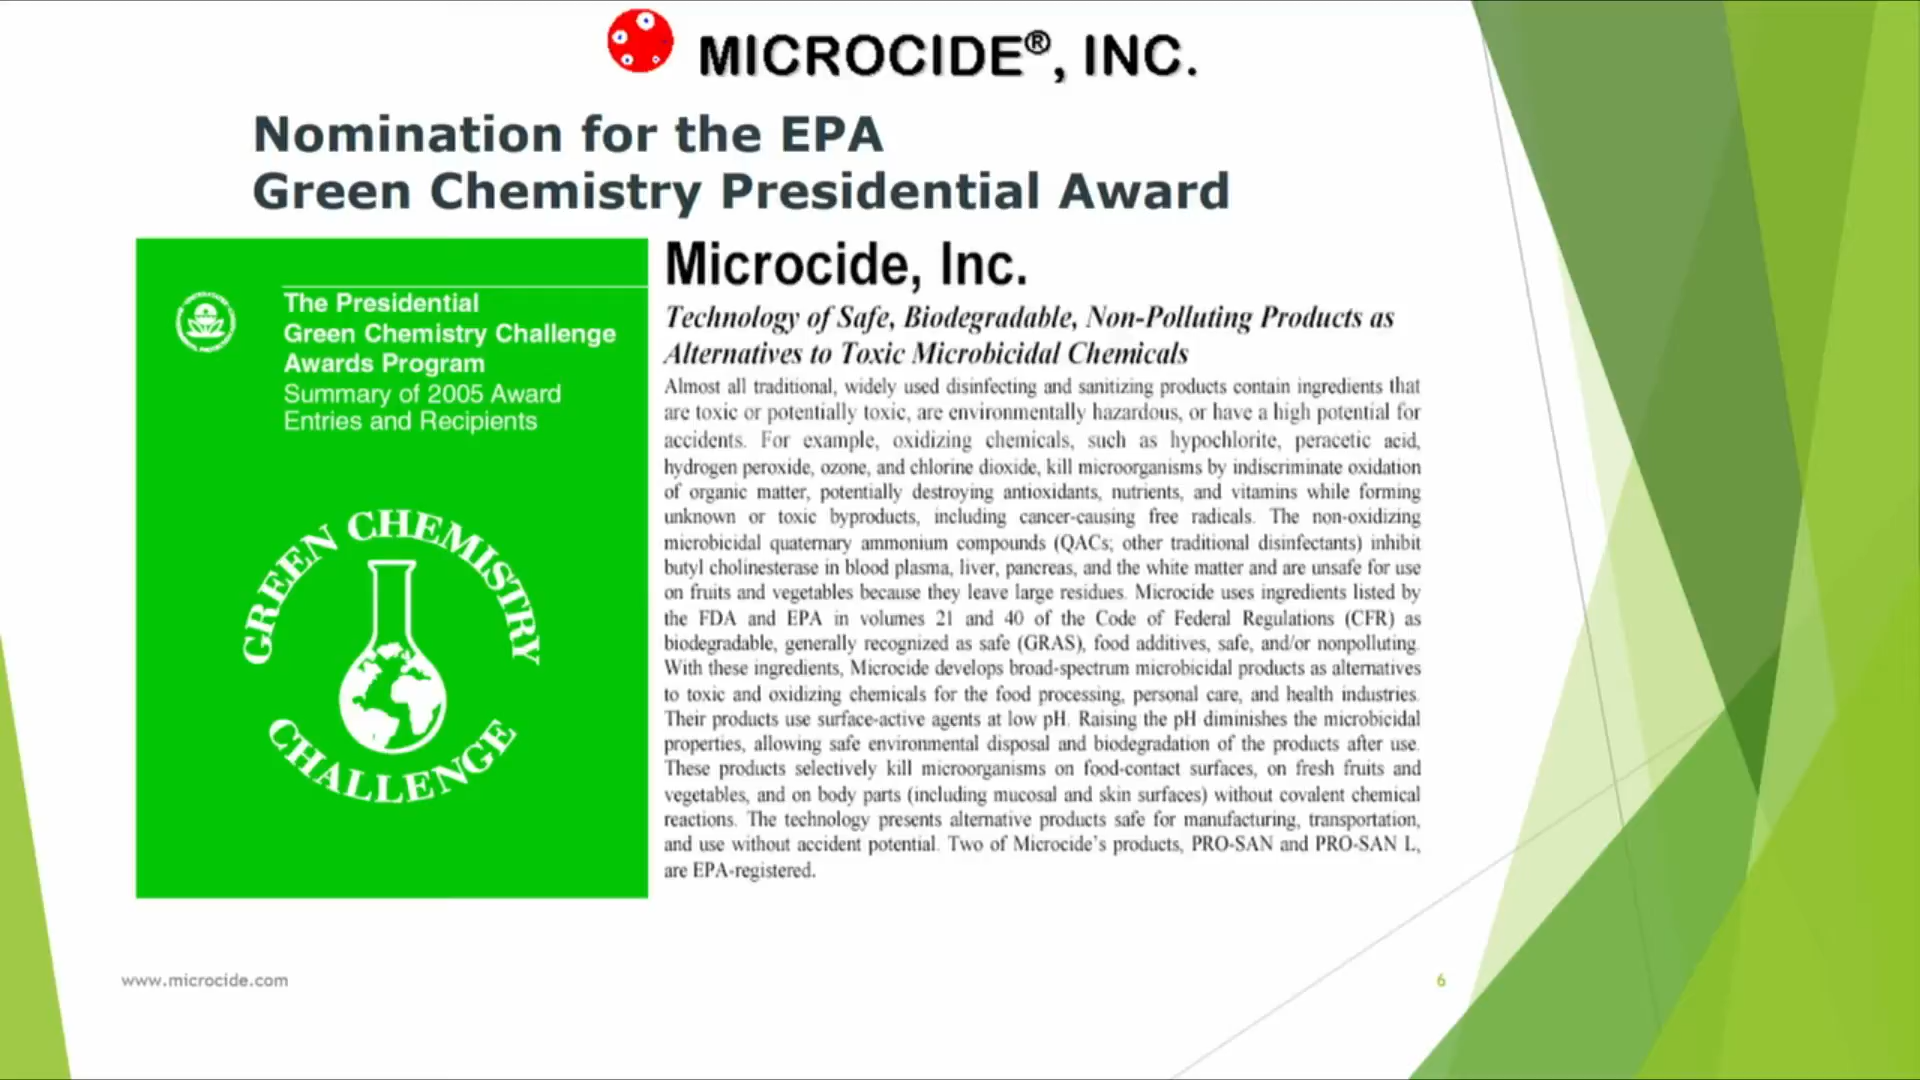 MICROCIDE®, INC.
Nomination for the EPA
Green Chemistry Presidential Award
The Presidential
Green Chemistry Challenge
Awards Program
Summary of 2005 Award
Entries and Recipients
GREEN CHEMISTRY
CHALLENGE
Microcide, Inc.
Technology of Safe, Biodegradable, Non-Polluting Products as
Alternatives to Toxic Microbicidal Chemicals
Almost all traditional, widely used disinfecting and sanitizing products contain ingredients that
are toxic or potentially toxic, are environmentally hazardous, or have a high potential for
accidents. For example, oxidizing chemicals, such as hypochlorite, peracetic acid,
hydrogen peroxide, ozone, and chlorine dioxide, kill microorganisms by indiscriminate oxidation
of organic matter, potentially destroying antioxidants, nutrients, and vitamins while forming
unknown or toxic byproducts, including cancer-causing free radicals. The non-oxidizing
microbicidal quaternary ammonium compounds (QACs; other traditional disinfectants) inhibit
butyl cholinesterase in blood plasma, liver, pancreas, and the white matter and are unsafe for use
on fruits and vegetables because they leave large residues. Microcide uses ingredients listed by
the FDA and EPA in volumes 21 and 40 of the Code of Federal Regulations (CFR) as
biodegradable, generally recognized as safe (GRAS), food additives, safe, and/or nonpolluting.
With these ingredients, Microcide develops broad-spectrum microbicidal products as alternatives
to toxic and oxidizing chemicals for the food processing, personal care, and health industries.
Their products use surface-active agents at low pH. Raising the pH diminishes the microbicidal
properties, allowing safe environmental disposal and biodegradation of the products after use.
These products selectively kill microorganisms on food-contact surfaces, on fresh fruits and
vegetables, and on body parts (including mucosal and skin surfaces) without covalent chemical
reactions. The technology presents alternative products safe for manufacturing, transportation,
and use without accident potential. Two of Microcide's products, PRO-SAN and PRO-SAN L,
are EPA-registered.
www.microcide.com
6